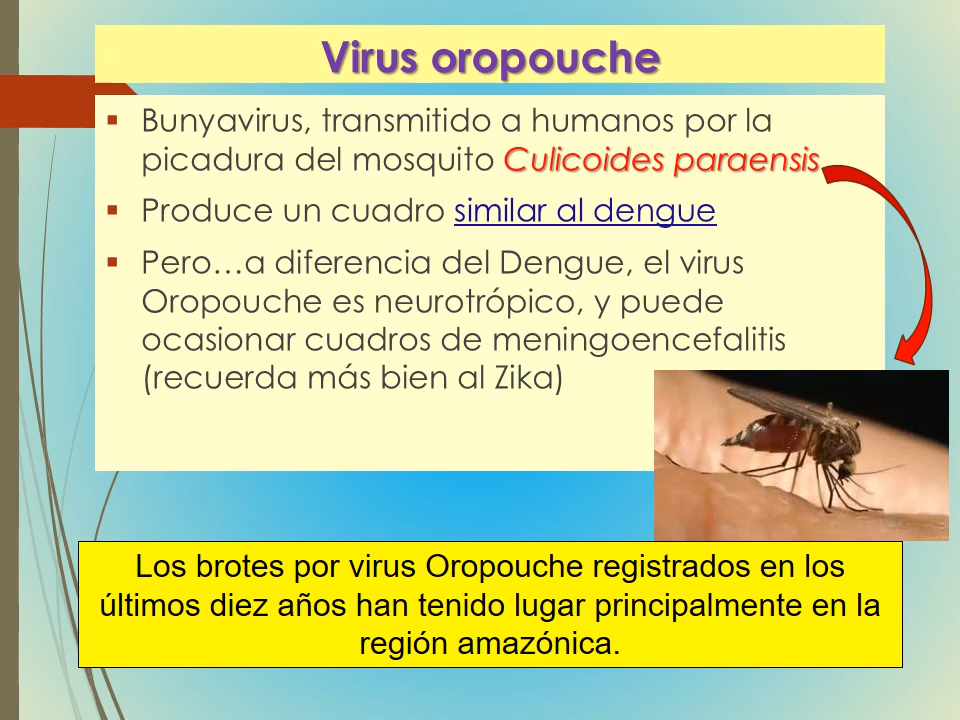 Virus oropouche
▪ Bunyavirus, transmitido a humanos por la
picadura del mosquito Culicoides paraensis
▪ Produce un cuadro similar al dengue
▪ Pero…a diferencia del Dengue, el virus
Oropouche es neurotrópico, y puede
ocasionar cuadros de meningoencefalitis
(recuerda más bien al Zika)
Los brotes por virus Oropouche registrados en los
últimos diez años han tenido lugar principalmente en la
región amazónica.